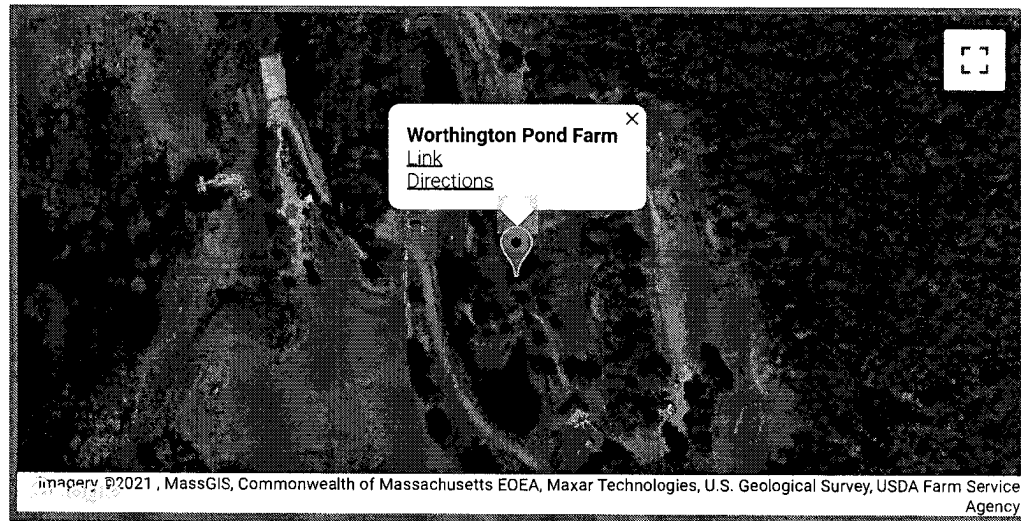 Worthington Pond Farm
Link
Directions
Imagery ©2021 , MassGIS, Commonwealth of Massachusetts EOEA, Maxar Technologies, U.S. Geological Survey, USDA Farm Service
Agency